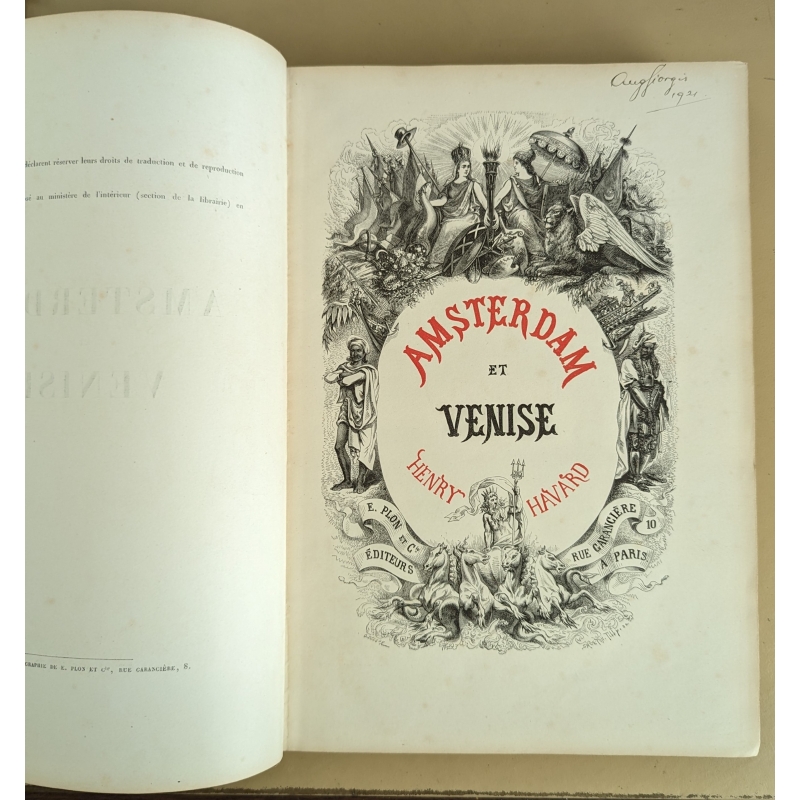 déclarent réserver leurs droits de traduction et de reproduction
au ministère de l'intérieur (section de la librairie) en
DE E. PLON ET Cie, RUE GARANCIÈRE, 8.
1921
AMSTERDAM
ET
VENISE
HENRY HAVARD
E. PLON ET Cie
ÉDITEURS
RUE GARANCIÈRE 10
A PARIS